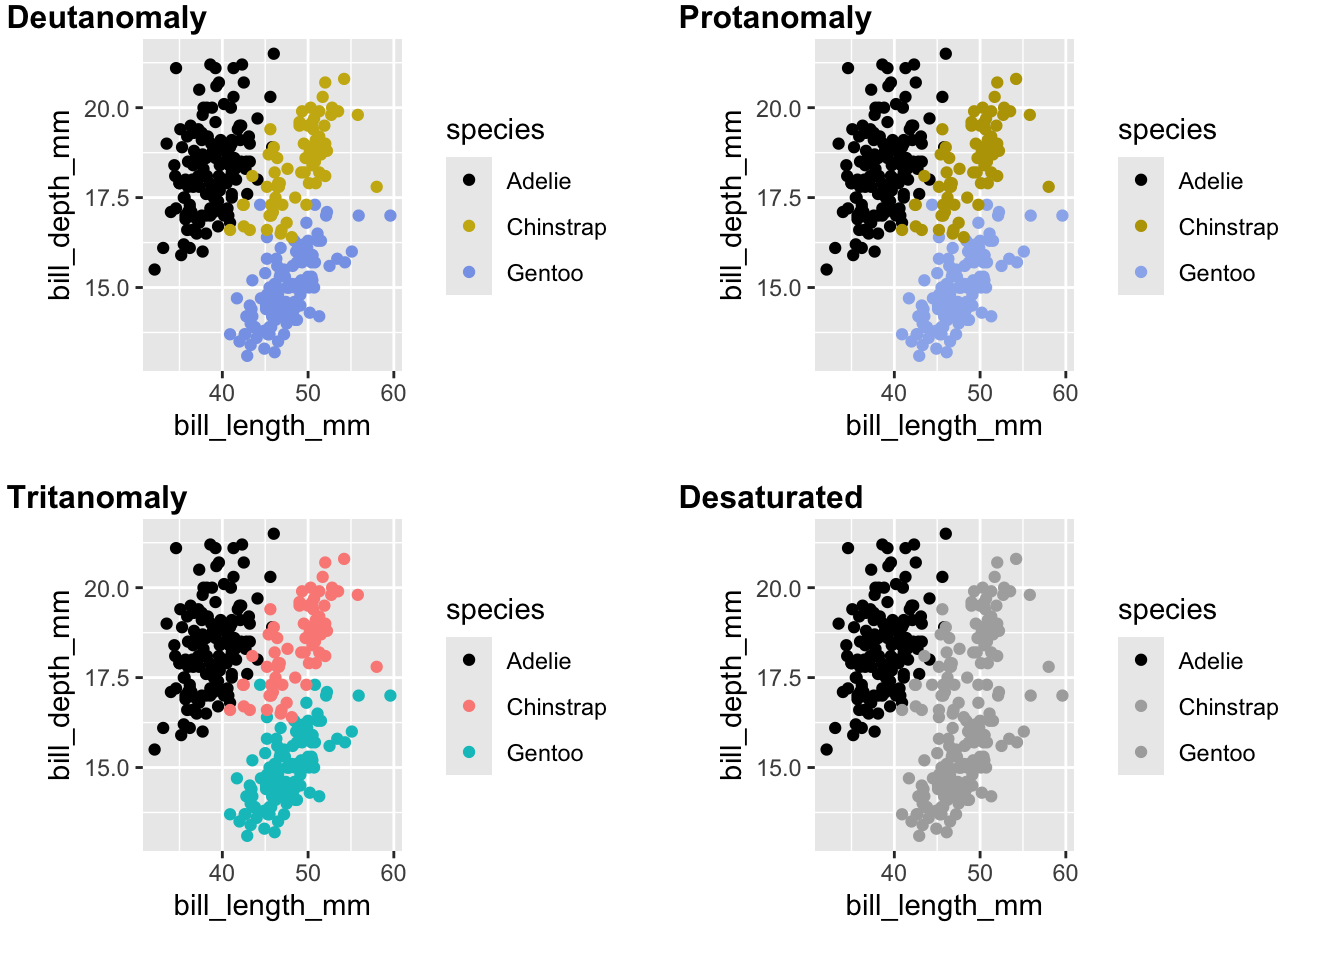 Deutanomaly
20.0
17.5
15.0
bill_depth_mm
40 50 60
bill_length_mm
species
Adelie
Chinstrap
Gentoo
Protanomaly
20.0
17.5
15.0
bill_depth_mm
40 50 60
bill_length_mm
species
Adelie
Chinstrap
Gentoo
Tritanomaly
20.0
17.5
15.0
bill_depth_mm
40 50 60
bill_length_mm
species
Adelie
Chinstrap
Gentoo
Desaturated
20.0
17.5
15.0
bill_depth_mm
40 50 60
bill_length_mm
species
Adelie
Chinstrap
Gentoo